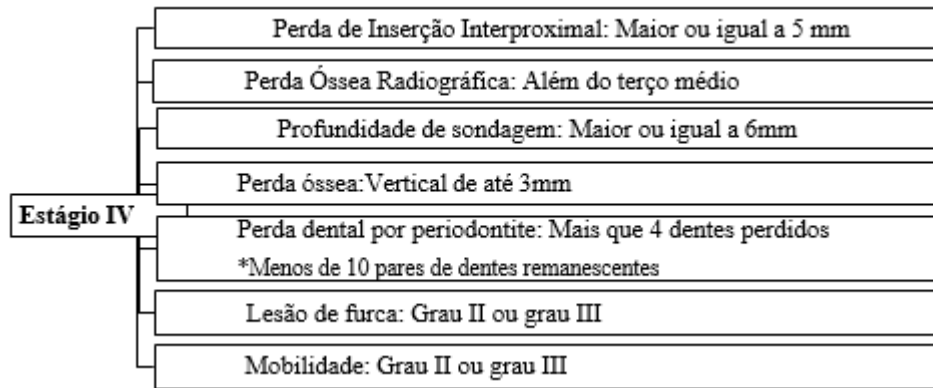 Perda de Inserção Interproximal: Maior ou igual a 5 mm
Perda Óssea Radiográfica: Além do terço médio
Profundidade de sondagem: Maior ou igual a 6mm
Perda óssea:Vertical de até 3mm
Estágio IV
Perda dental por periodontite: Mais que 4 dentes perdidos
*Menos de 10 pares de dentes remanescentes
Lesão de furca: Grau II ou grau III
Mobilidade: Grau II ou grau III